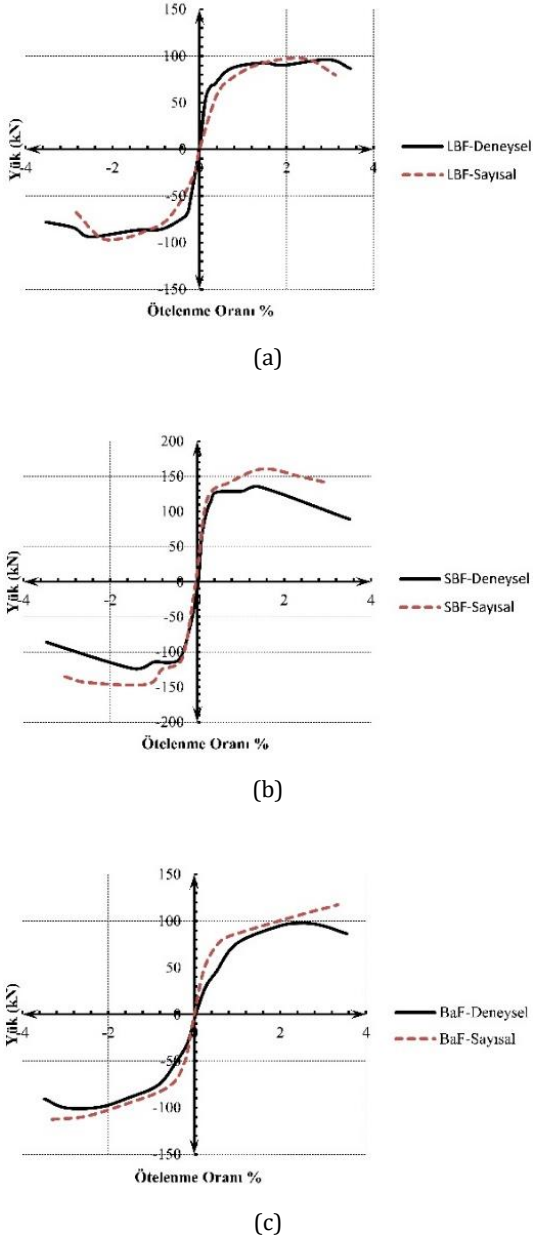 150
100
50
0
-50
-100
-150
-4
-2
0
2
4
Yük (kN)
Ötelenme Oranı %
LBF-Deneysel
LBF-Sayısal
(a)
200
150
100
50
0
-50
-100
-150
-200
-4
-2
0
2
4
Yük (kN)
Ötelenme Oranı %
SBF-Deneysel
SBF-Sayısal
(b)
150
100
50
0
-50
-100
-150
-4
-2
0
2
4
Yük (kN)
Ötelenme Oranı %
BaF-Deneysel
BaF-Sayısal
(c)